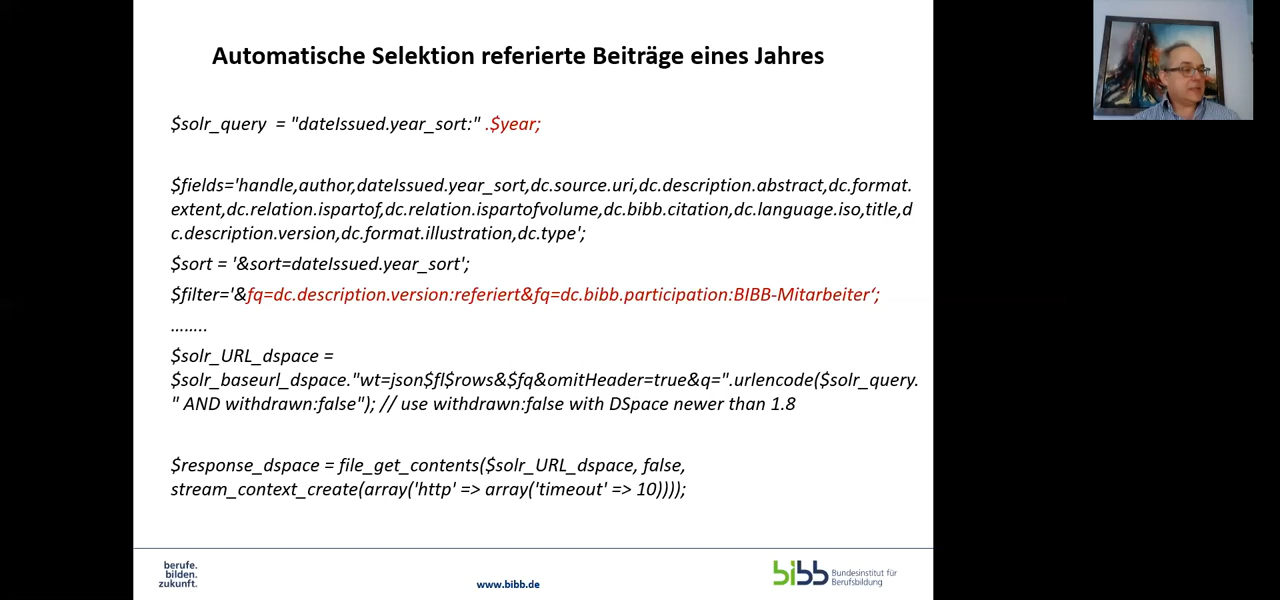 Automatische Selektion referierte Beiträge eines Jahres
$solr_query  = "dateIssued.year_sort:" .$year;
$fields='handle,author,dateIssued.year_sort,dc.source.uri,dc.description.abstract,dc.format.
extent,dc.relation.ispartof,dc.relation.ispartofvolume,dc.bibb.citation,dc.language.iso,title,d
c.description.version,dc.format.illustration,dc.type';
$sort = '&sort=dateIssued.year_sort';
$filter='&fq=dc.description.version:referiert&fq=dc.bibb.participation:BIBB-Mitarbeiter‘;
……..
$solr_URL_dspace =
$solr_baseurl_dspace."wt=json$fl$rows&$fq&omitHeader=true&q=".urlencode($solr_query.
" AND withdrawn:false"); // use withdrawn:false with DSpace newer than 1.8
$response_dspace = file_get_contents($solr_URL_dspace, false,
stream_context_create(array('http' => array('timeout' => 10))));
berufe.
bilden.
zukunft.
www.bibb.de
bibb Bundesinstitut für
Berufsbildung